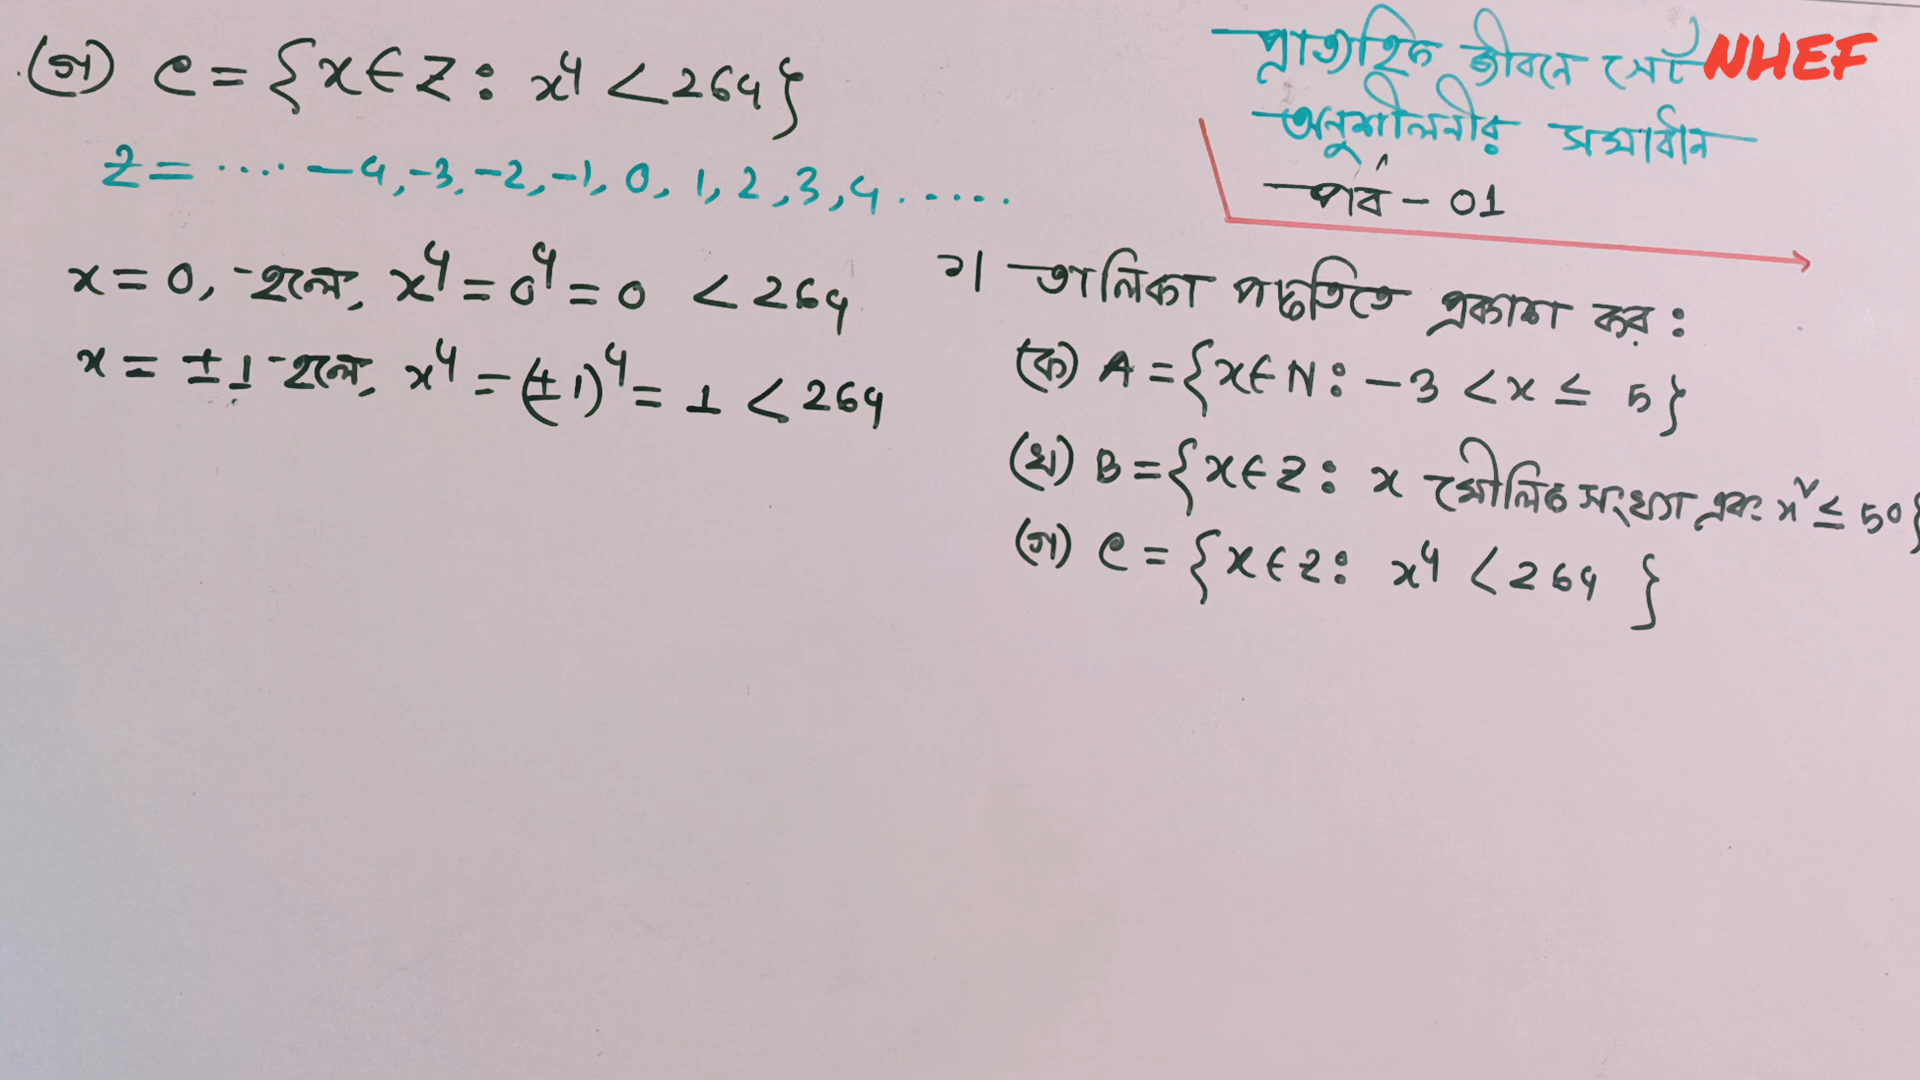 (গ) C = {x ∈ Z : x⁴ < 264}
Z = ..... -4, -3, -2, -1, 0, 1, 2, 3, 4 .....
x = 0, হলে, x⁴ = 0⁴ = 0 < 264
x = ±1 হলে, x⁴ = (±1)⁴ = 1 < 264
প্রাত্যহিক জীবনে সেট NHEF
অনুশীলনীর সমাধান
পর্ব - 01
১। তালিকা পদ্ধতিতে প্রকাশ কর :
(ক) A = {x ∈ N : -3 < x ≤ 5}
(খ) B = {x ∈ Z : x মৌলিক সংখ্যা এবং x² ≤ 50}
(গ) C = {x ∈ Z : x⁴ < 264 }